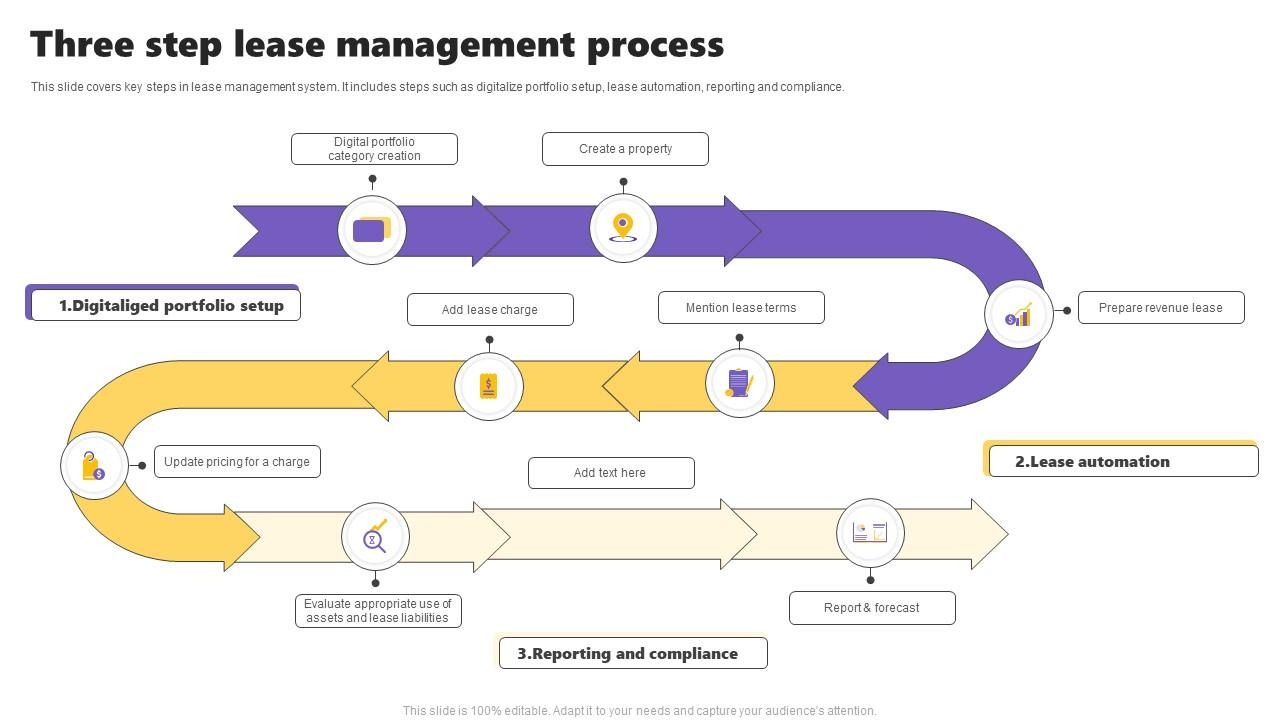 Three step lease management process
This slide covers key steps in lease management system. It includes steps such as digitalize portfolio setup, lease automation, reporting and compliance.
Digital portfolio
category creation
Create a property
1.Digitaliged portfolio setup
Add lease charge
Mention lease terms
Prepare revenue lease
Update pricing for a charge
Add text here
2.Lease automation
Evaluate appropriate use of
assets and lease liabilities
Report & forecast
3.Reporting and compliance
This slide is 100% editable. Adapt it to your needs and capture your audience's attention.